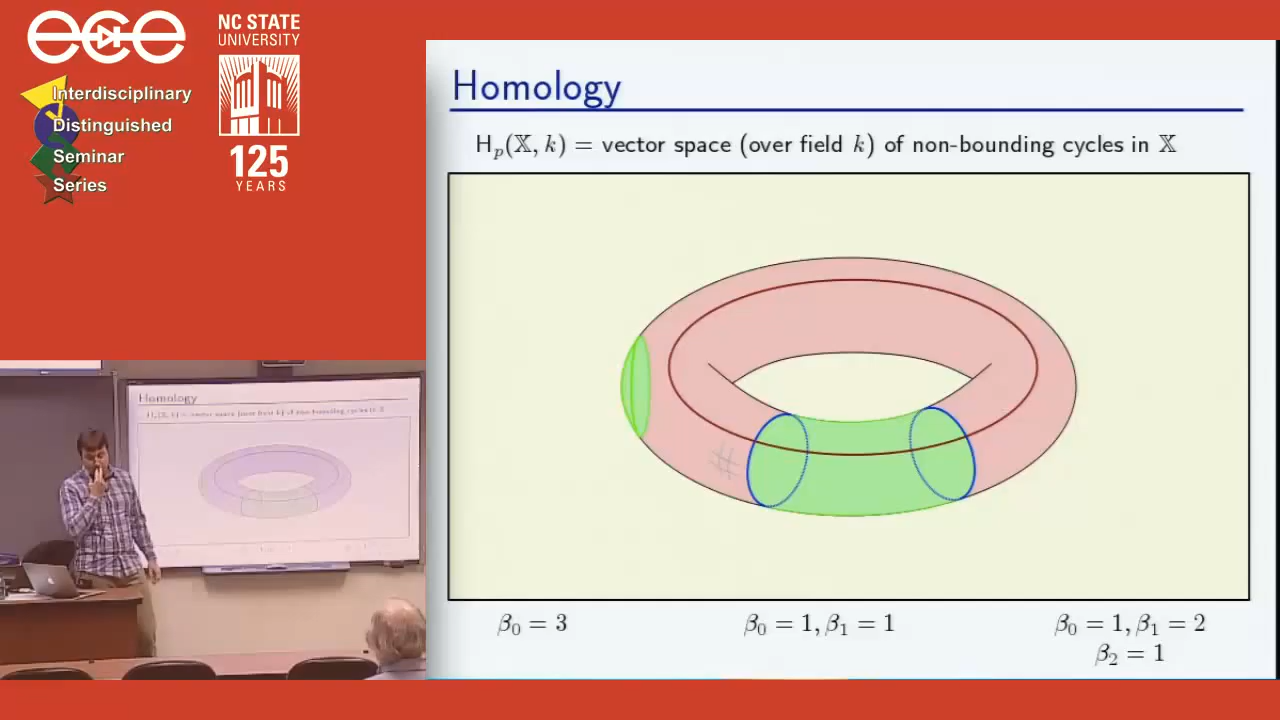 ece
NC STATE
UNIVERSITY
125
YEARS
Interdisciplinary
Distinguished
Seminar
Series
Homology
Hₚ(𝕏, k) = vector space (over field k) of non-bounding cycles in 𝕏
β₀ = 3
β₀ = 1, β₁ = 1
β₀ = 1, β₁ = 2
β₂ = 1
Homology